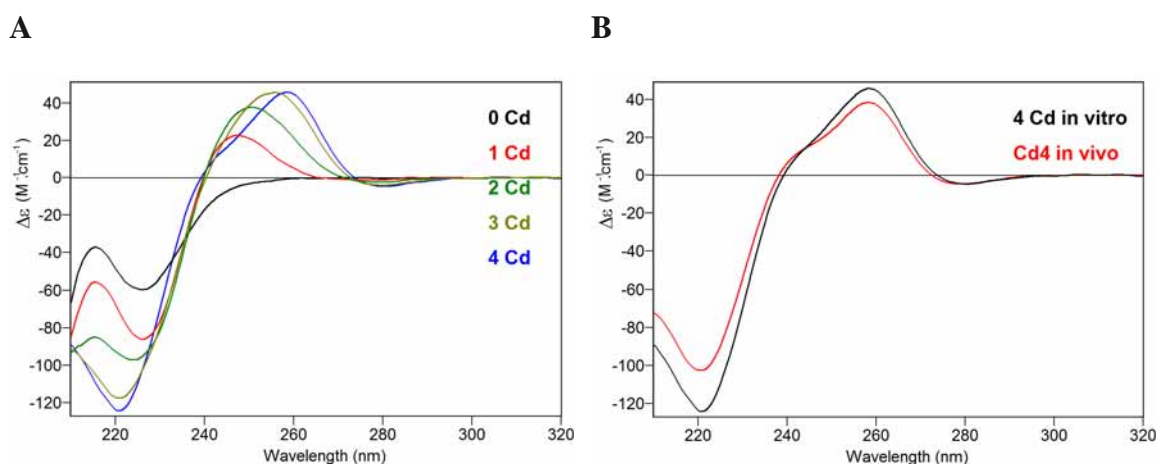 A
B
40
20
0
-20
-40
-60
-80
-100
-120
Δε (M⁻¹cm⁻¹)
0 Cd
1 Cd
2 Cd
3 Cd
4 Cd
220 240 260 280 300 320
Wavelength (nm)
40
20
0
-20
-40
-60
-80
-100
-120
Δε (M⁻¹cm⁻¹)
4 Cd in vitro
Cd4 in vivo
220 240 260 280 300 320
Wavelength (nm)